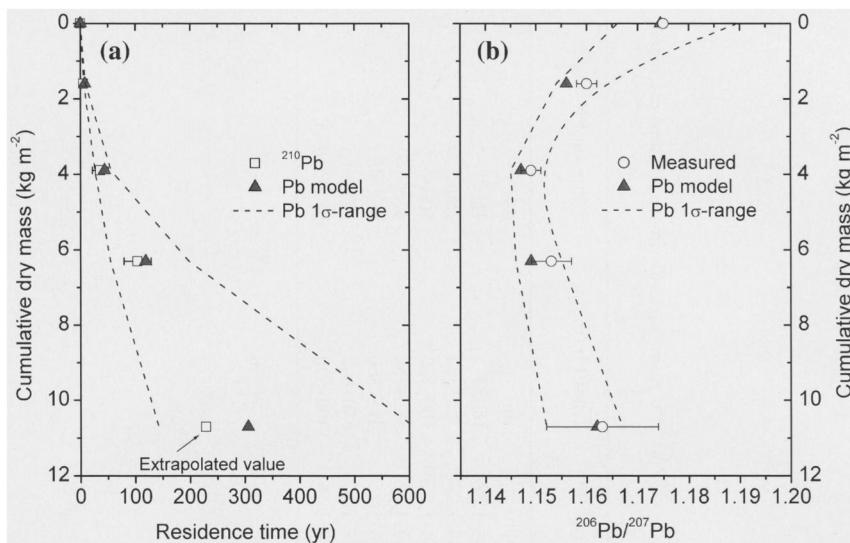 (a)
(b)
0
2
4
6
8
10
12
Cumulative dry mass (kg m⁻²)
²¹⁰Pb
Pb model
Pb 1σ-range
Extrapolated value
0 100 200 300 400 500 600
Residence time (yr)
Measured
Pb model
Pb 1σ-range
1.14 1.15 1.16 1.17 1.18 1.19 1.20
²⁰⁶Pb/²⁰⁷Pb
0
2
4
6
8
10
12
Cumulative dry mass (kg m⁻²)